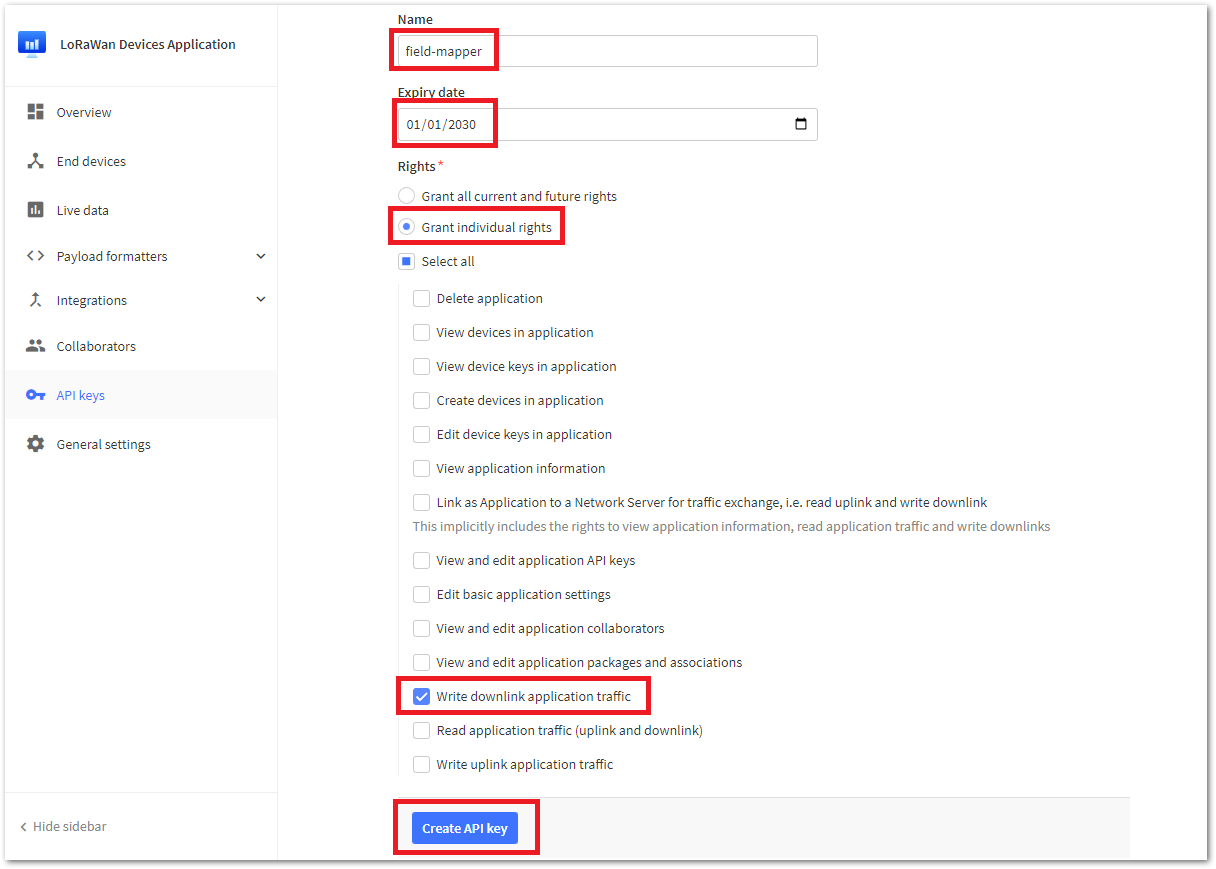 LoRaWan Devices Application
Overview
End devices
Live data
Payload formatters
Integrations
Collaborators
API keys
General settings
Hide sidebar
Name
field-mapper
Expiry date
01/01/2030
Rights*
Grant all current and future rights
Grant individual rights
Select all
Delete application
View devices in application
View device keys in application
Create devices in application
Edit device keys in application
View application information
Link as Application to a Network Server for traffic exchange, i.e. read uplink and write downlink
This implicitly includes the rights to view application information, read application traffic and write downlinks
View and edit application API keys
Edit basic application settings
View and edit application collaborators
View and edit application packages and associations
Write downlink application traffic
Read application traffic (uplink and downlink)
Write uplink application traffic
Create API key